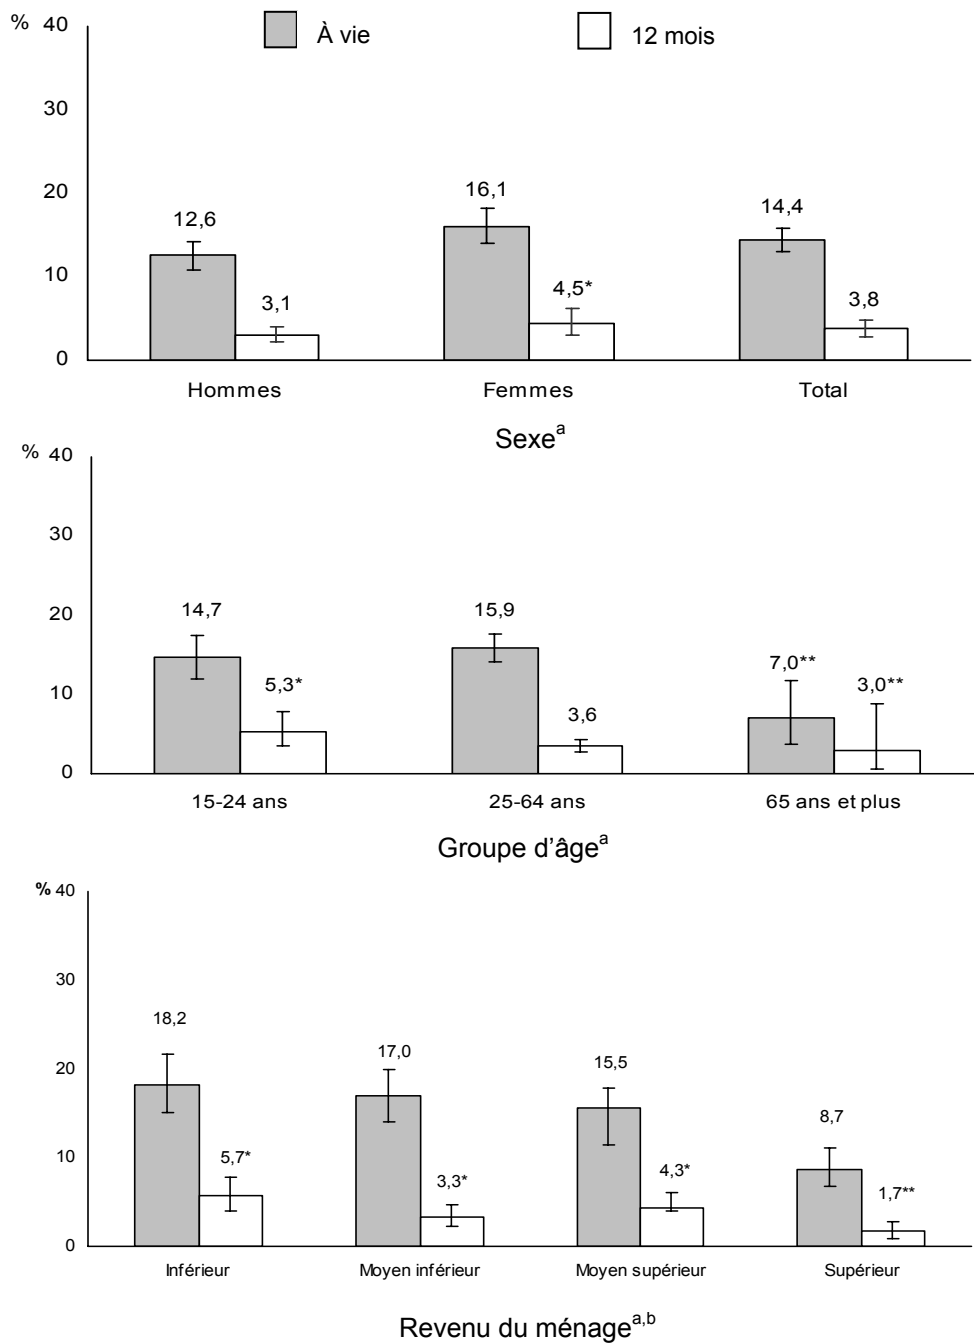 % 40 À vie 12 mois
30
20
10
0
12,6 3,1 16,1 4,5* 14,4 3,8
Hommes Femmes Total
Sexe^a
% 40
30
20
10
0
14,7 5,3* 15,9 3,6 7,0** 3,0**
15-24 ans 25-64 ans 65 ans et plus
Groupe d'âge^a
% 40
30
20
10
0
18,2 5,7* 17,0 3,3* 15,5 4,3* 8,7 1,7**
Inférieur Moyen inférieur Moyen supérieur Supérieur
Revenu du ménage^a,b